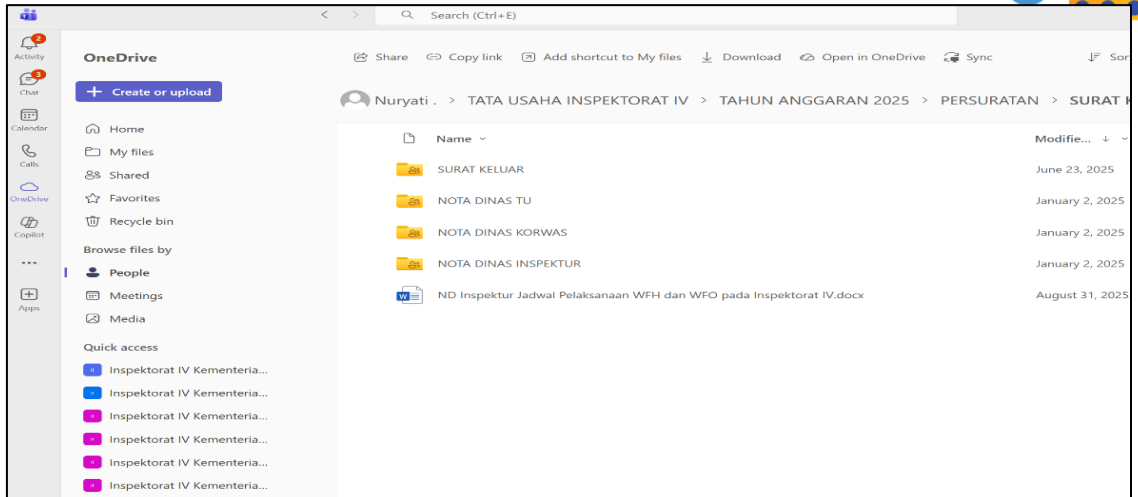 Search (Ctrl+E)
2
Activity
3
Chat
Calendar
Calls
OneDrive
Copilot
...
Apps
OneDrive
Create or upload
Home
My files
Shared
Favorites
Recycle bin
Browse files by
People
Meetings
Media
Quick access
Inspektorat IV Kementeria...
Inspektorat IV Kementeria...
Inspektorat IV Kementeria...
Inspektorat IV Kementeria...
Inspektorat IV Kementeria...
Inspektorat IV Kementeria...
Share Copy link Add shortcut to My files Download Open in OneDrive Sync Sor
Nuryati . > TATA USAHA INSPEKTORAT IV > TAHUN ANGGARAN 2025 > PERSURATAN > SURAT K
Name Modifie...
SURAT KELUAR June 23, 2025
NOTA DINAS TU January 2, 2025
NOTA DINAS KORWAS January 2, 2025
NOTA DINAS INSPEKTUR January 2, 2025
W ND Inspektur Jadwal Pelaksanaan WFH dan WFO pada Inspektorat IV.docx August 31, 2025